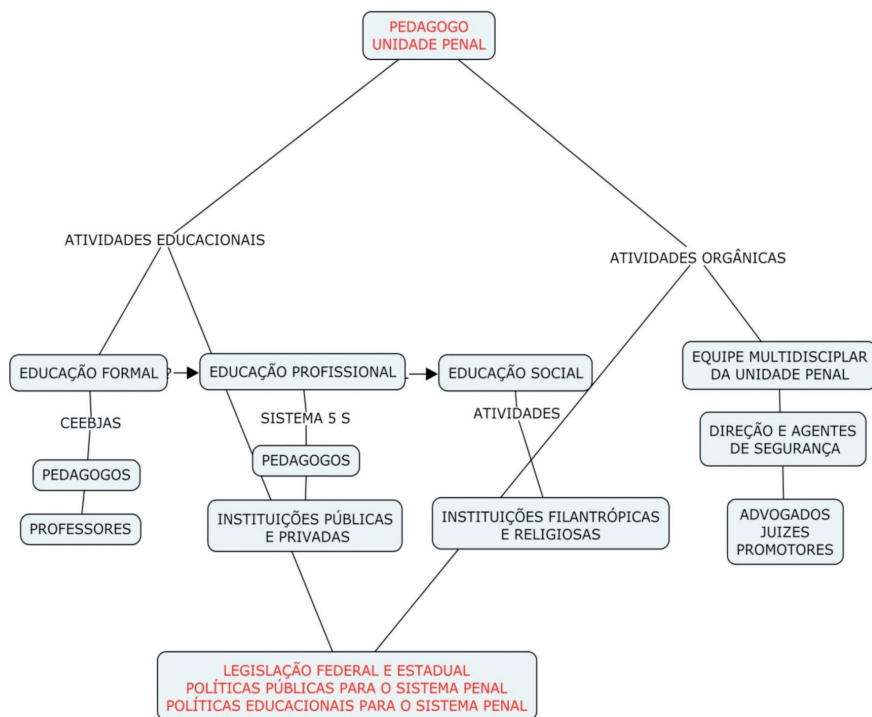 PEDAGOGO
UNIDADE PENAL
ATIVIDADES EDUCACIONAIS
ATIVIDADES ORGÂNICAS
EDUCAÇÃO FORMAL
?
EDUCAÇÃO PROFISSIONAL
EDUCAÇÃO SOCIAL
EQUIPE MULTIDISCIPLAR
DA UNIDADE PENAL
CEEBJAS
SISTEMA 5 S
ATIVIDADES
DIREÇÃO E AGENTES
DE SEGURANÇA
PEDAGOGOS
PEDAGOGOS
PROFESSORES
INSTITUIÇÕES PÚBLICAS
E PRIVADAS
INSTITUIÇÕES FILANTRÓPICAS
E RELIGIOSAS
ADVOGADOS
JUIZES
PROMOTORES
LEGISLAÇÃO FEDERAL E ESTADUAL
POLÍTICAS PÚBLICAS PARA O SISTEMA PENAL
POLÍTICAS EDUCACIONAIS PARA O SISTEMA PENAL